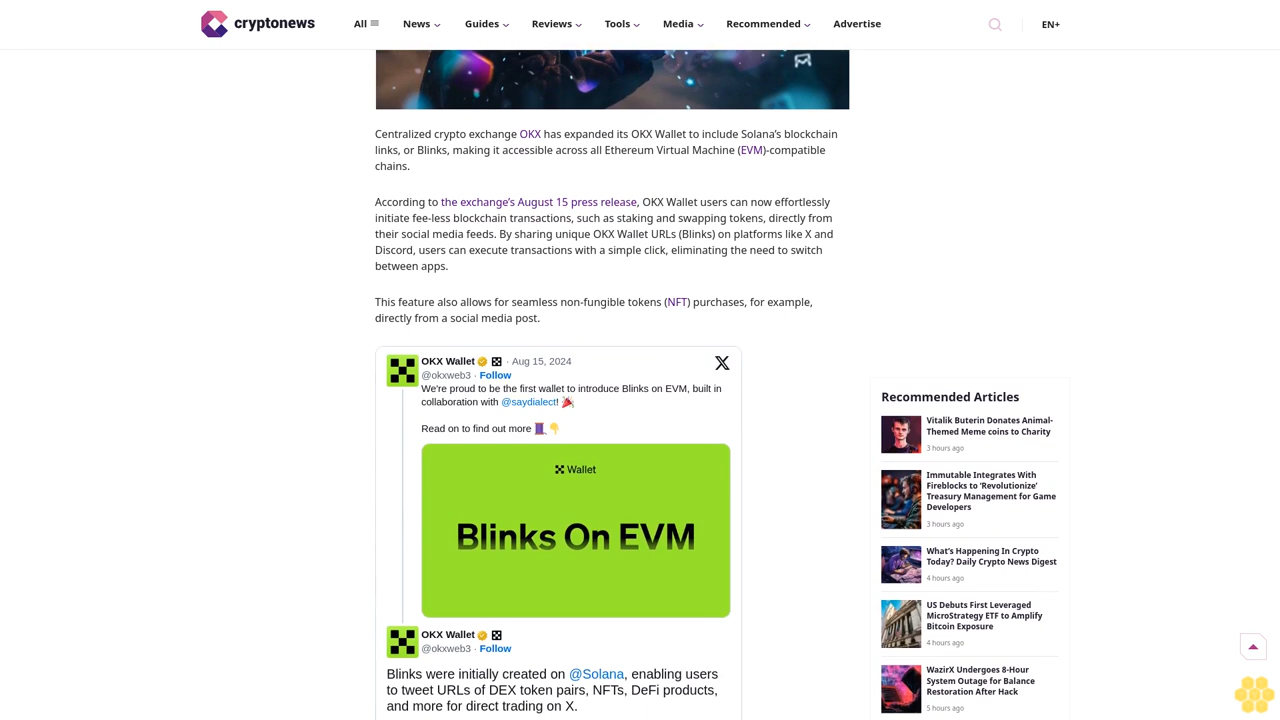 cryptonews
All
News
Guides
Reviews
Tools
Media
Recommended
Advertise
EN+
Centralized crypto exchange OKX has expanded its OKX Wallet to include Solana’s blockchain
links, or Blinks, making it accessible across all Ethereum Virtual Machine (EVM)-compatible
chains.
According to the exchange’s August 15 press release, OKX Wallet users can now effortlessly
initiate fee-less blockchain transactions, such as staking and swapping tokens, directly from
their social media feeds. By sharing unique OKX Wallet URLs (Blinks) on platforms like X and
Discord, users can execute transactions with a simple click, eliminating the need to switch
between apps.
This feature also allows for seamless non-fungible tokens (NFT) purchases, for example,
directly from a social media post.
OKX Wallet · Aug 15, 2024
@okxweb3 · Follow
We're proud to be the first wallet to introduce Blinks on EVM, built in
collaboration with @saydialect!
Read on to find out more
Wallet
Blinks On EVM
OKX Wallet
@okxweb3 · Follow
Blinks were initially created on @Solana, enabling users
to tweet URLs of DEX token pairs, NFTs, DeFi products,
and more for direct trading on X.
Recommended Articles
Vitalik Buterin Donates Animal-
Themed Meme coins to Charity
3 hours ago
Immutable Integrates With
Fireblocks to ‘Revolutionize’
Treasury Management for Game
Developers
3 hours ago
What’s Happening In Crypto
Today? Daily Crypto News Digest
4 hours ago
US Debuts First Leveraged
MicroStrategy ETF to Amplify
Bitcoin Exposure
4 hours ago
WazirX Undergoes 8-Hour
System Outage for Balance
Restoration After Hack
5 hours ago